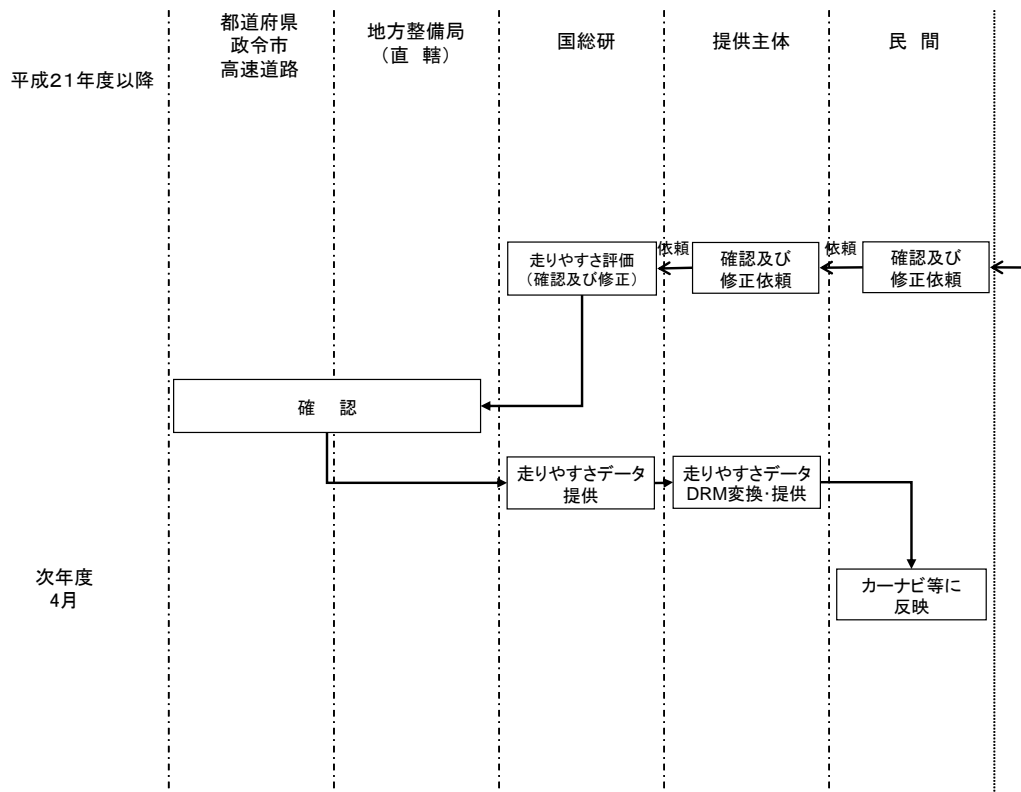 都道府県
政令市
高速道路
地方整備局
（直　轄）
国総研
提供主体
民　間
平成２１年度以降
走りやすさ評価
（確認及び修正）
依頼
確認及び
修正依頼
依頼
確認及び
修正依頼
確　認
走りやすさデータ
提供
走りやすさデータ
DRM変換・提供
次年度
4月
カーナビ等に
反映